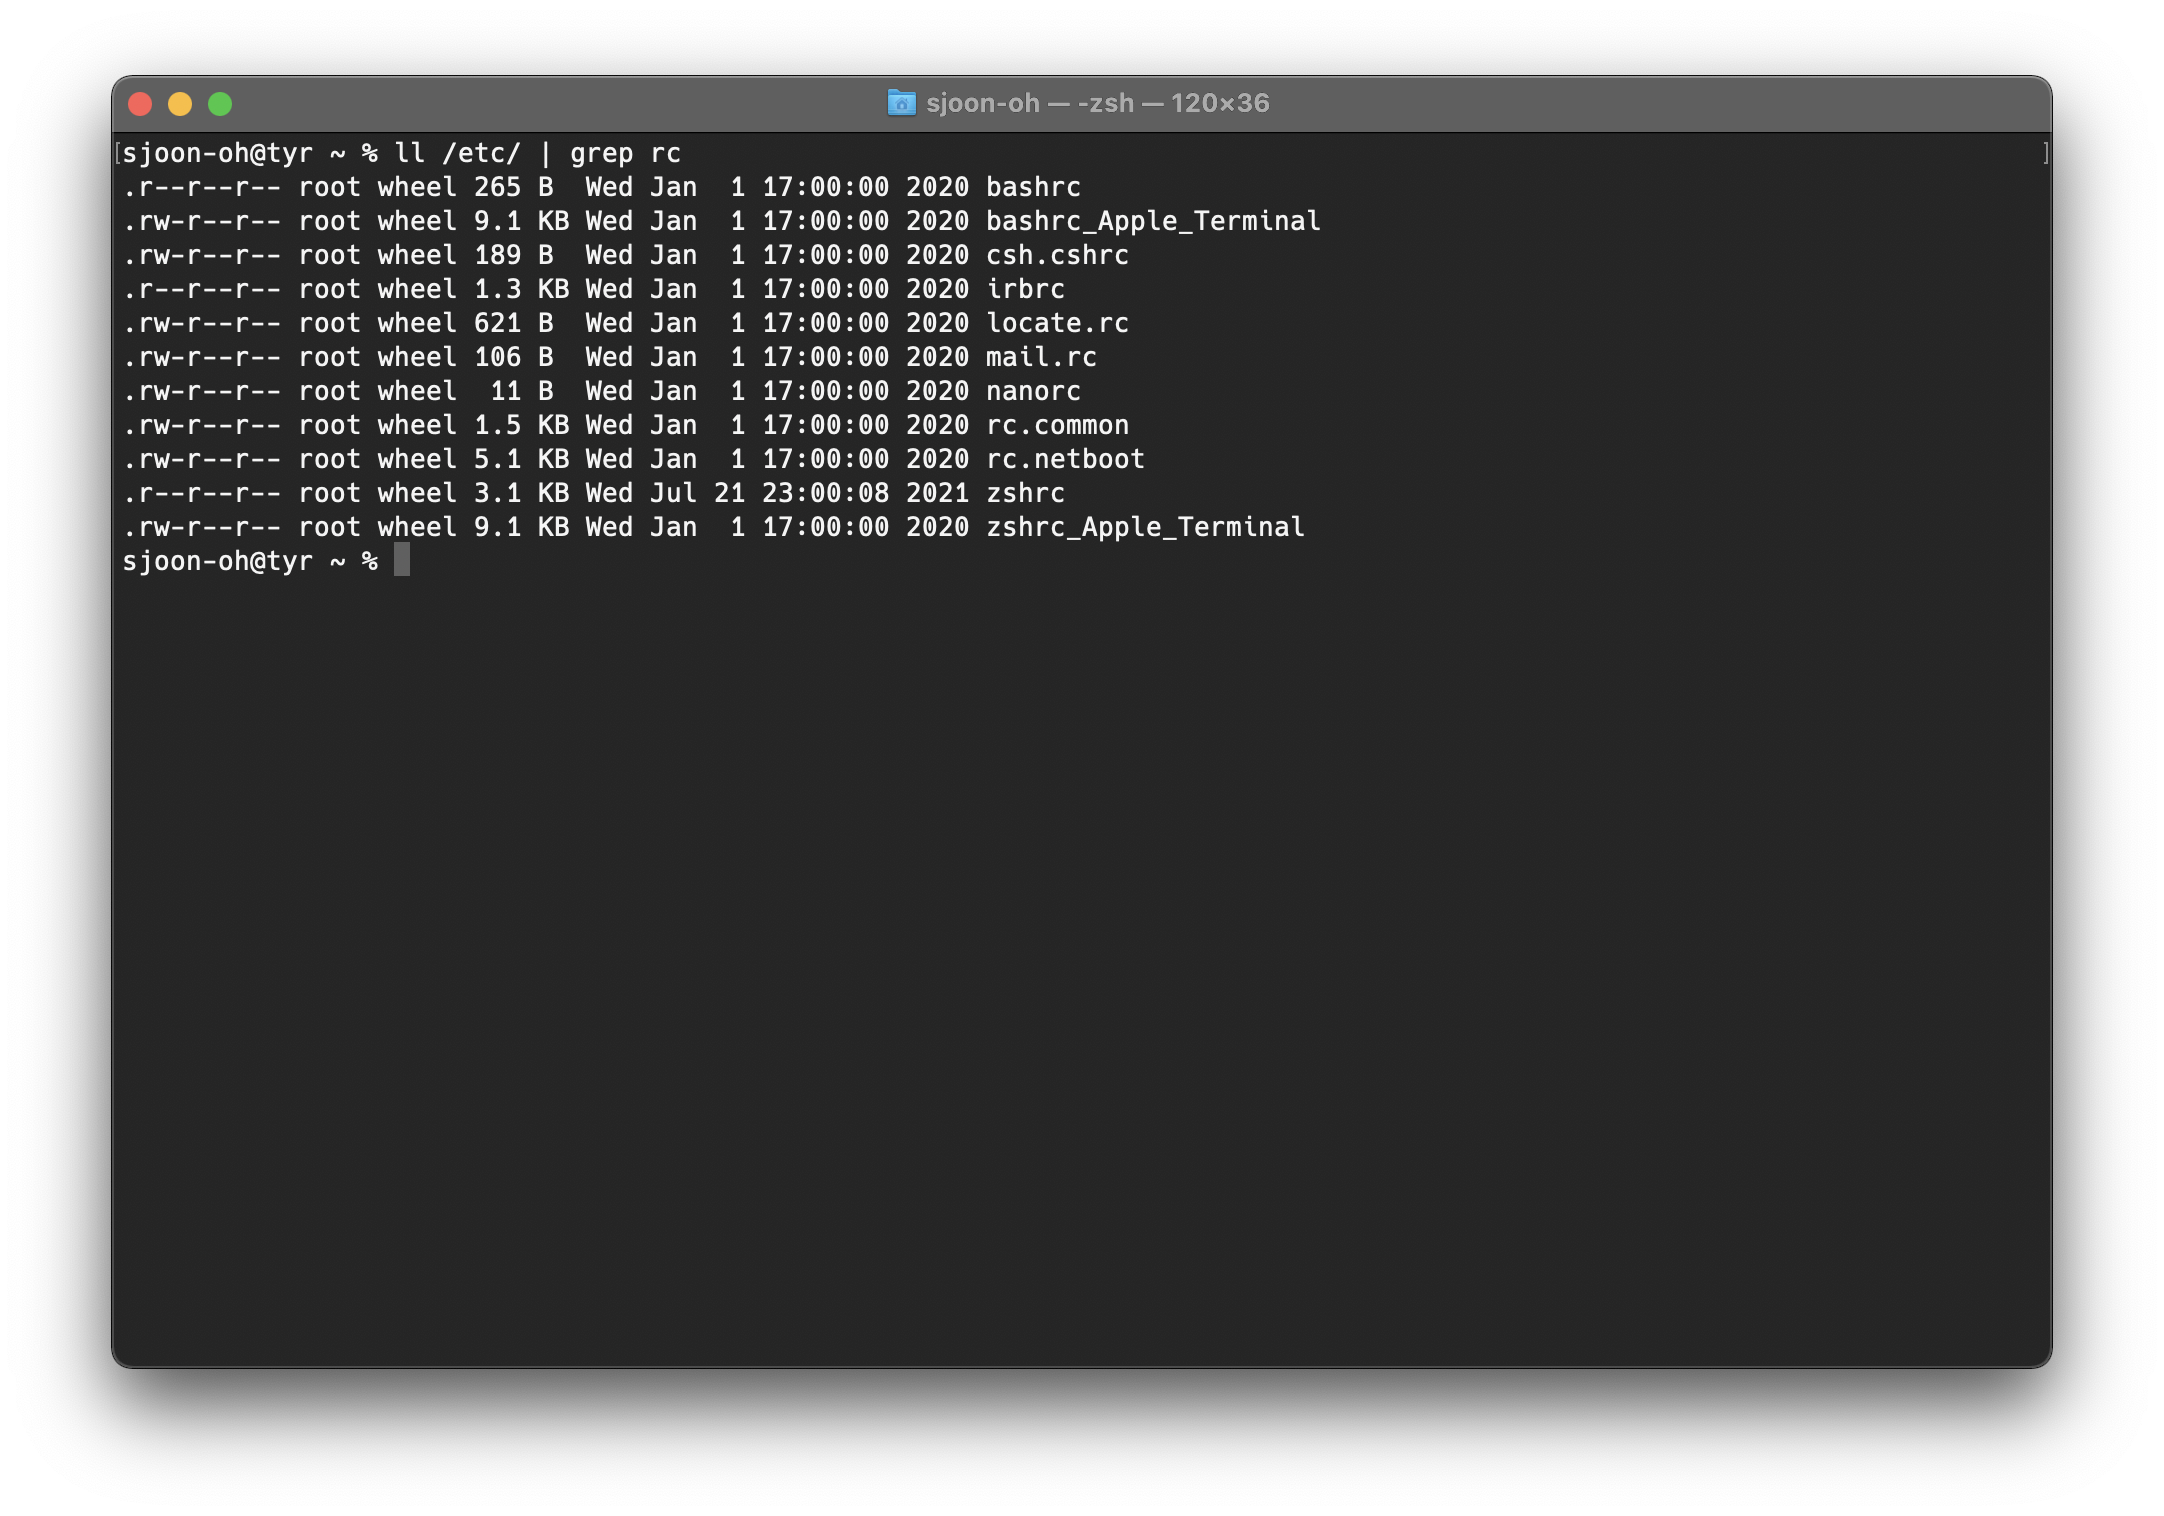 sjoon-oh — -zsh — 120×36
[sjoon-oh@tyr ~ % ll /etc/ | grep rc ]
.r--r--r-- root wheel 265 B  Wed Jan  1 17:00:00 2020 bashrc
.rw-r--r-- root wheel 9.1 KB Wed Jan  1 17:00:00 2020 bashrc_Apple_Terminal
.rw-r--r-- root wheel 189 B  Wed Jan  1 17:00:00 2020 csh.cshrc
.r--r--r-- root wheel 1.3 KB Wed Jan  1 17:00:00 2020 irbrc
.rw-r--r-- root wheel 621 B  Wed Jan  1 17:00:00 2020 locate.rc
.rw-r--r-- root wheel 106 B  Wed Jan  1 17:00:00 2020 mail.rc
.rw-r--r-- root wheel  11 B  Wed Jan  1 17:00:00 2020 nanorc
.rw-r--r-- root wheel 1.5 KB Wed Jan  1 17:00:00 2020 rc.common
.rw-r--r-- root wheel 5.1 KB Wed Jan  1 17:00:00 2020 rc.netboot
.r--r--r-- root wheel 3.1 KB Wed Jul 21 23:00:08 2021 zshrc
.rw-r--r-- root wheel 9.1 KB Wed Jan  1 17:00:00 2020 zshrc_Apple_Terminal
sjoon-oh@tyr ~ %